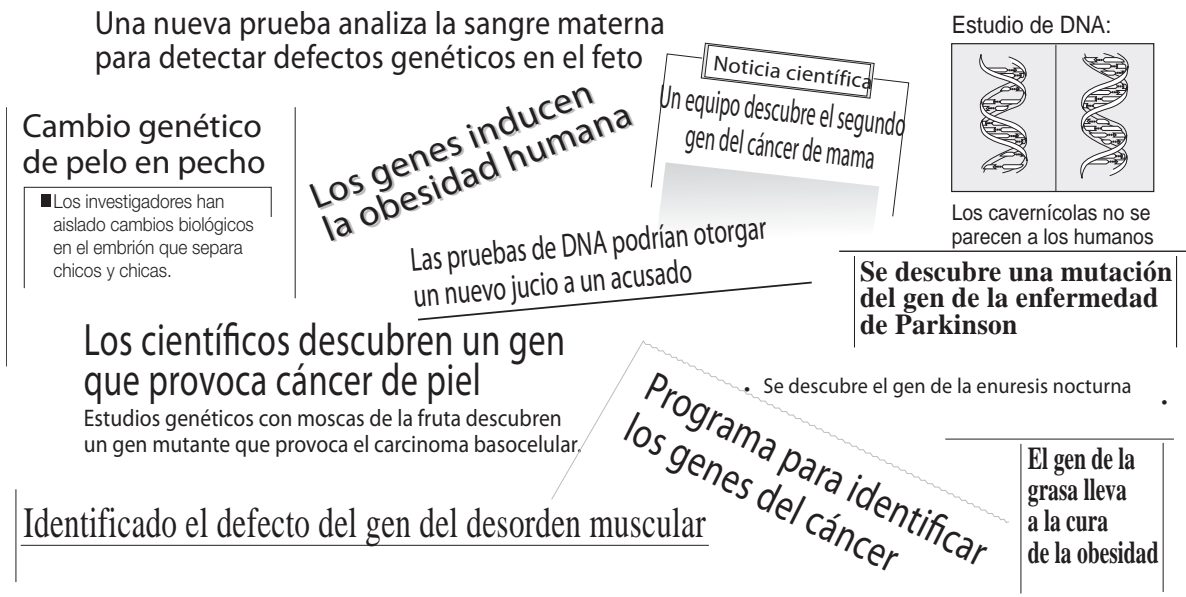 Una nueva prueba analiza la sangre materna
para detectar defectos genéticos en el feto
Estudio de DNA:
Noticia científica
Un equipo descubre el segundo
gen del cáncer de mama
Cambio genético
de pelo en pecho
Los investigadores han
aislado cambios biológicos
en el embrión que separa
chicos y chicas.
Los genes inducen
la obesidad humana
Los cavernícolas no se
parecen a los humanos
Las pruebas de DNA podrían otorgar
un nuevo jucio a un acusado
Se descubre una mutación
del gen de la enfermedad
de Parkinson
Los científicos descubren un gen
que provoca cáncer de piel
Estudios genéticos con moscas de la fruta descubren
un gen mutante que provoca el carcinoma basocelular.
Programa para identificar
los genes del cáncer
• Se descubre el gen de la enuresis nocturna
El gen de la
grasa lleva
a la cura
de la obesidad
Identificado el defecto del gen del desorden muscular